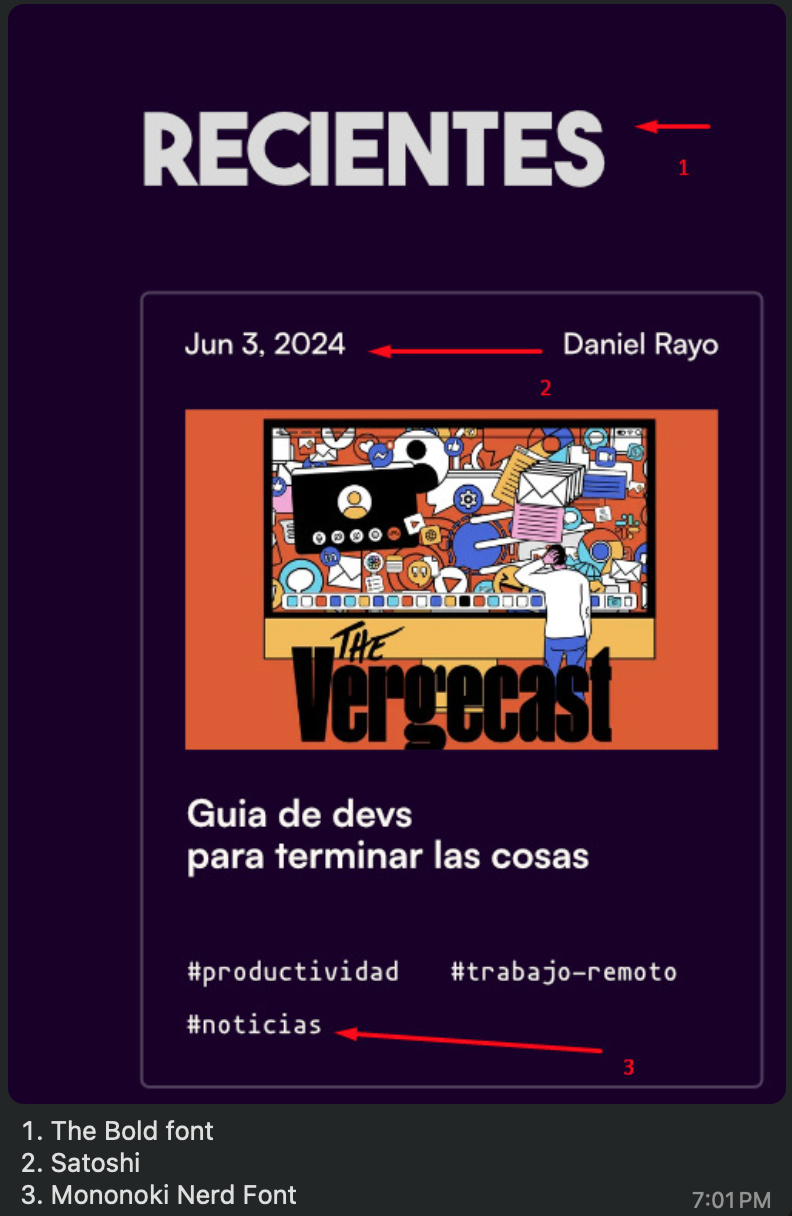 RECIENTES
1
Jun 3, 2024 Daniel Rayo
2
THE
Vergecast
Guia de devs
para terminar las cosas
#productividad #trabajo-remoto
#noticias
3
1. The Bold font
2. Satoshi
3. Mononoki Nerd Font
7:01 PM